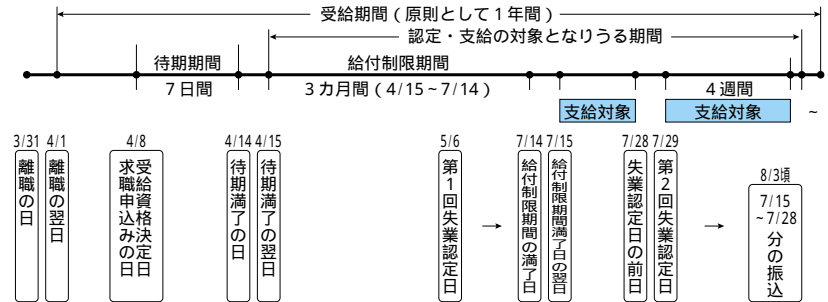 受給期間（原則として１年間）
認定・支給の対象となりうる期間
待期期間
給付制限期間
７日間
３カ月間（4/15～7/14）
４週間
支給対象
支給対象
～
3/31
離職の日
4/1
離職の翌日
4/8
受給資格決定日
求職申込みの日
4/14
待期満了の日
4/15
待期満了の翌日
5/6
第１回失業認定日
→
7/14
給付制限期間の満了日
7/15
給付制限期間満了日の翌日
7/28
失業認定日の前日
7/29
第２回失業認定日
→
8/3頃
7/15
～7/28
分の振込